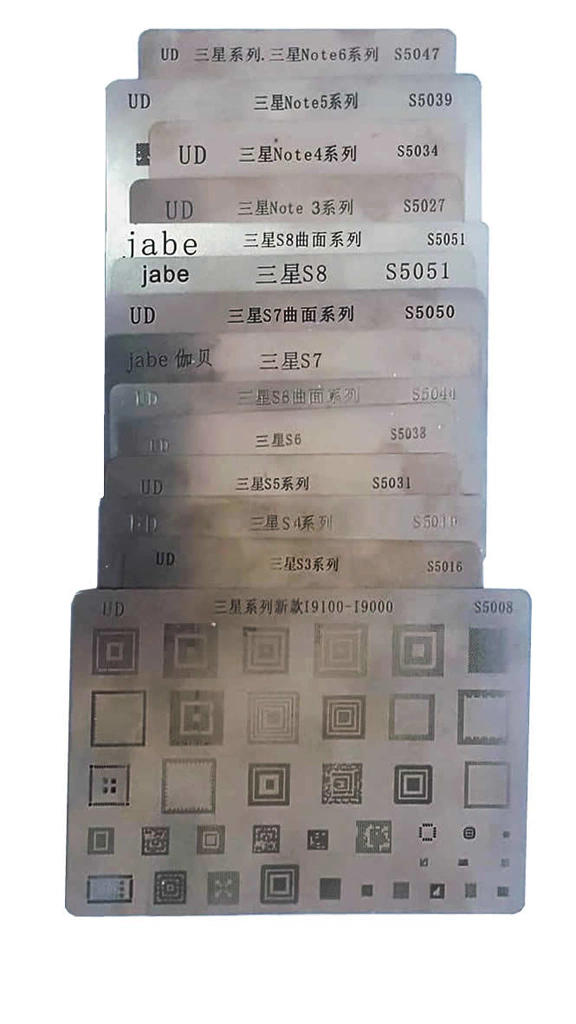 UD 三星系列.三星Note6系列 S5047
UD 三星Note5系列 S5039
UD 三星Note4系列 S5034
UD 三星Note 3系列 S5027
jabe 三星S8曲面系列 S5051
jabe 三星S8 S5051
UD 三星S7曲面系列 S5050
jabe 伽贝 三星S7
UD 三星S6曲面系列
UD 三星S6 S5038
UD 三星S5系列 S5031
UD 三星S4系列
UD 三星S3系列 S5016
UD 三星系列新款I9100-I9000 S5008